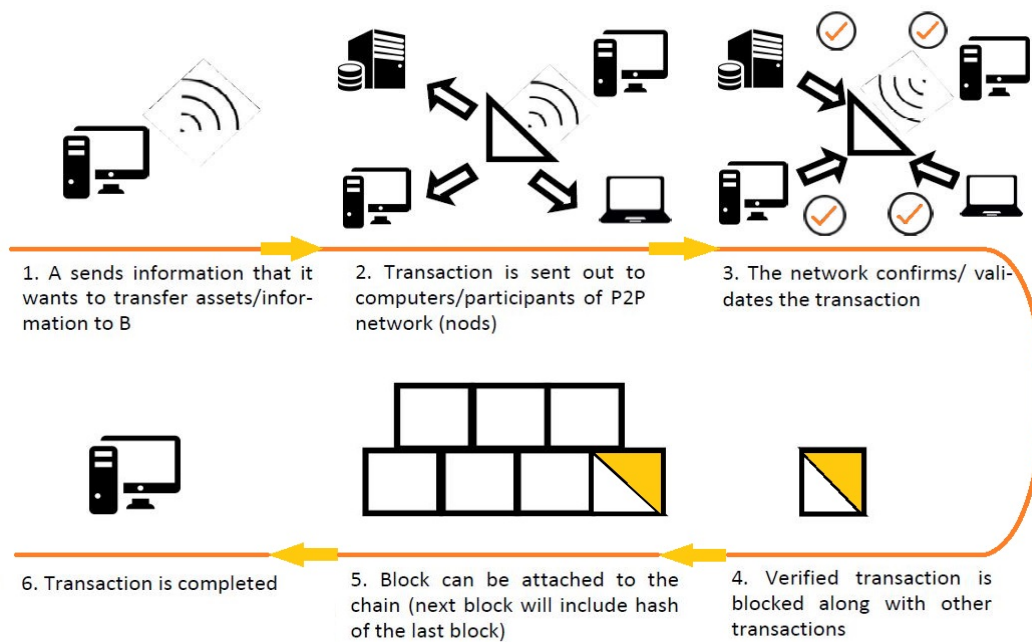 1. A sends information that it
wants to transfer assets/infor-
mation to B
2. Transaction is sent out to
computers/participants of P2P
network (nods)
3. The network confirms/ vali-
dates the transaction
4. Verified transaction is
blocked along with other
transactions
5. Block can be attached to the
chain (next block will include hash
of the last block)
6. Transaction is completed